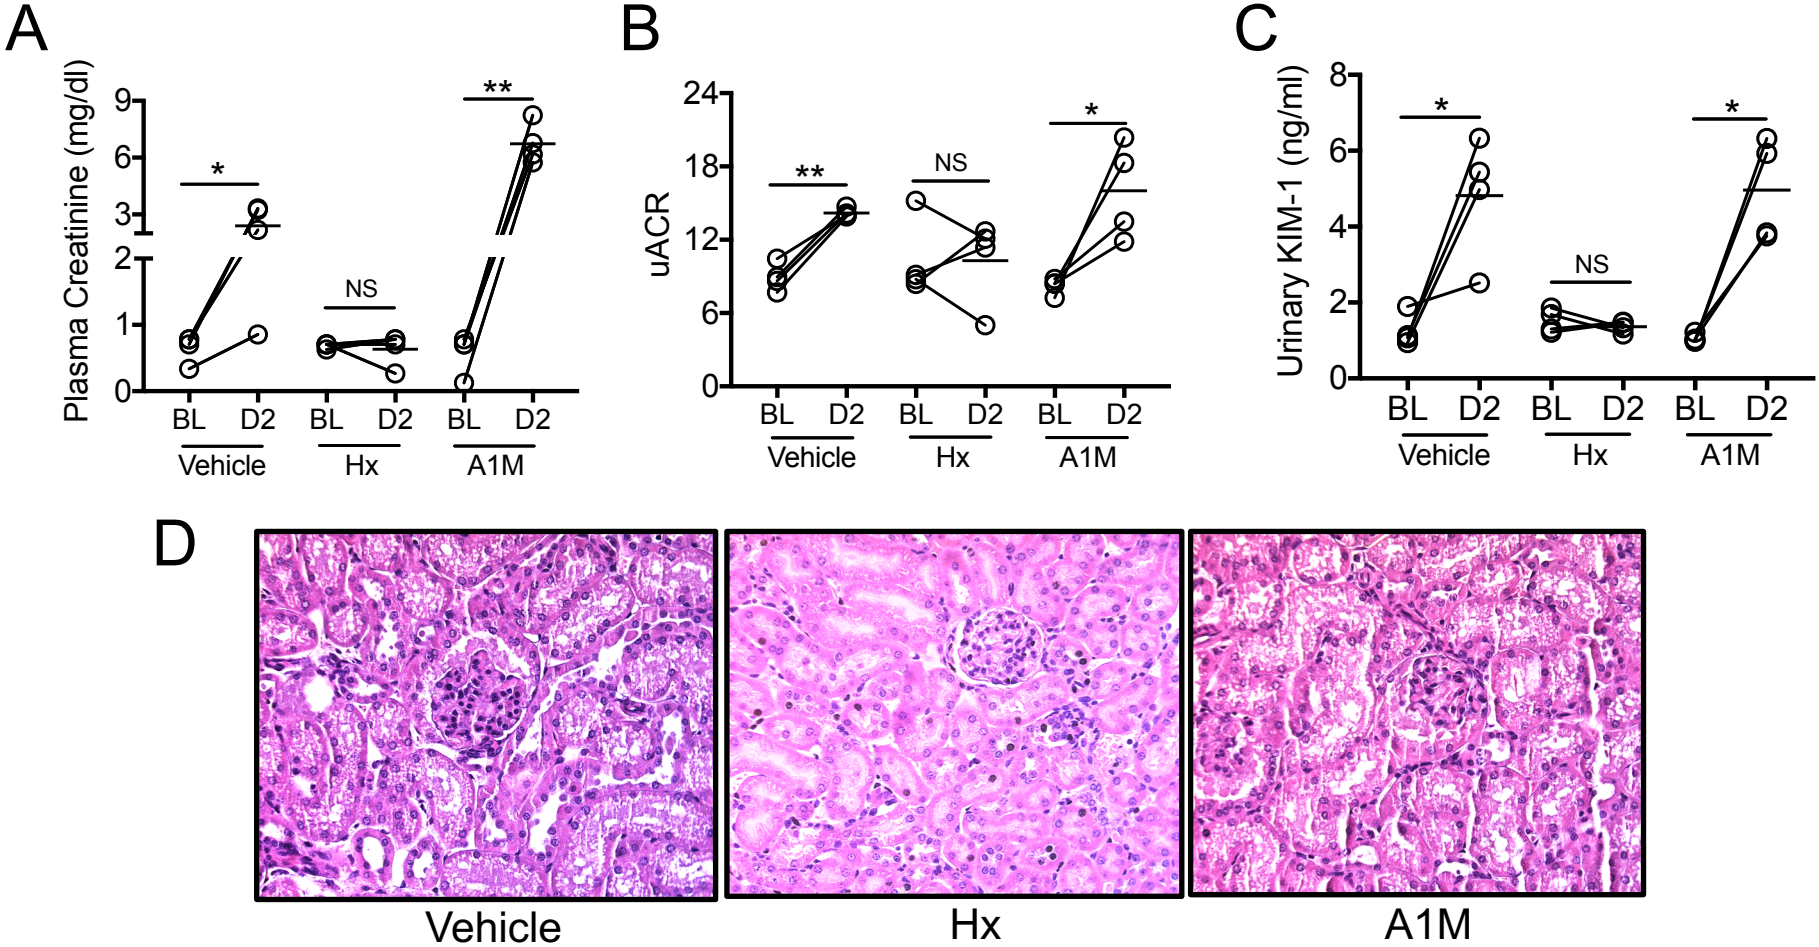 A
Plasma Creatinine (mg/dl)
9
6
3
2
1
0
*
NS
**
BL D2 BL D2 BL D2
Vehicle Hx A1M
B
uACR
24
18
12
6
0
**
NS
*
BL D2 BL D2 BL D2
Vehicle Hx A1M
C
Urinary KIM-1 (ng/ml)
8
6
4
2
0
*
NS
*
BL D2 BL D2 BL D2
Vehicle Hx A1M
D
Vehicle Hx A1M